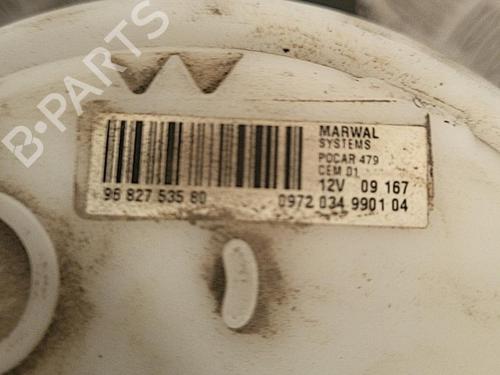 B-PARTS
MARWAL
SYSTEMS
POCAR 479
CEM 01
12V 09 167
96 827 535 80
0972 034 9901 04